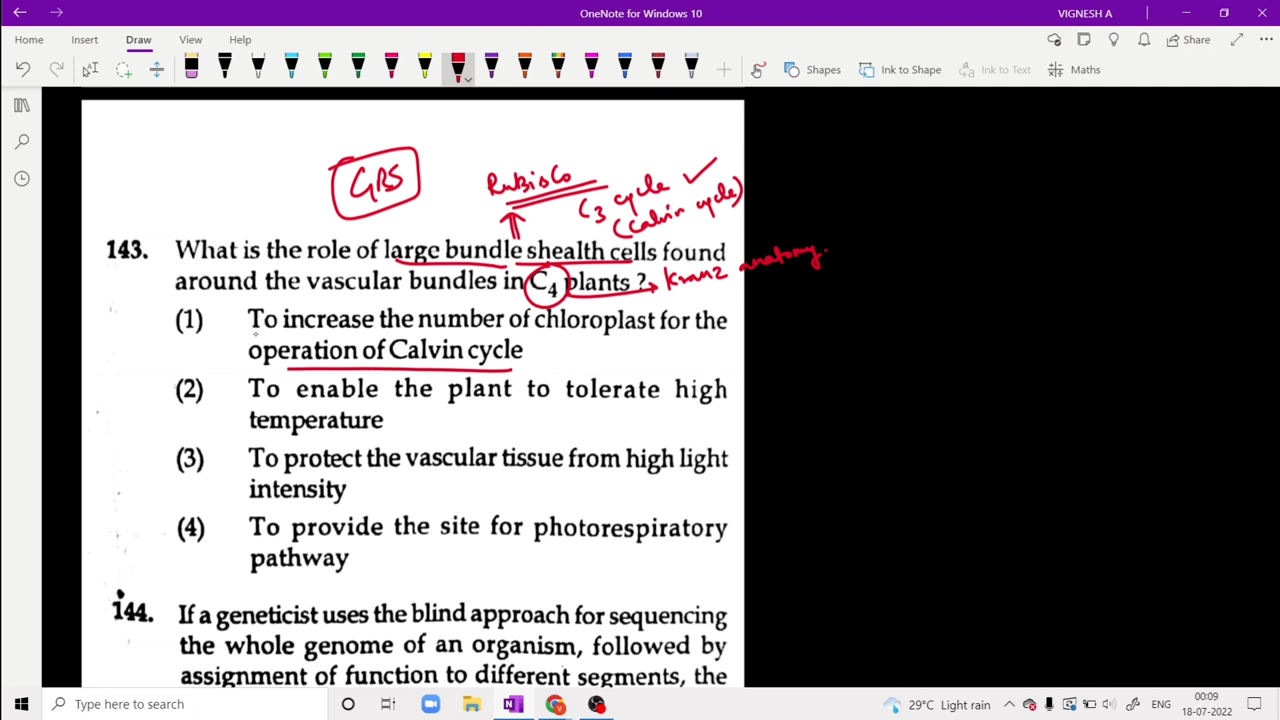 OneNote for Windows 10
VIGNESH A
Home Insert Draw View Help
Share
Shapes
Ink to Shape
Ink to Text
Maths
RuBisCo
C3 cycle
(Calvin cycle)
143. What is the role of large bundle shealth cells found
around the vascular bundles in C4 plants ?
Kranz anatomy.
(1) To increase the number of chloroplast for the
operation of Calvin cycle
(2) To enable the plant to tolerate high
temperature
(3) To protect the vascular tissue from high light
intensity
(4) To provide the site for photorespiratory
pathway
144. If a geneticist uses the blind approach for sequencing
the whole genome of an organism, followed by
assignment of function to different segments, the
Type here to search
29°C Light rain
ENG
00:09
18-07-2022